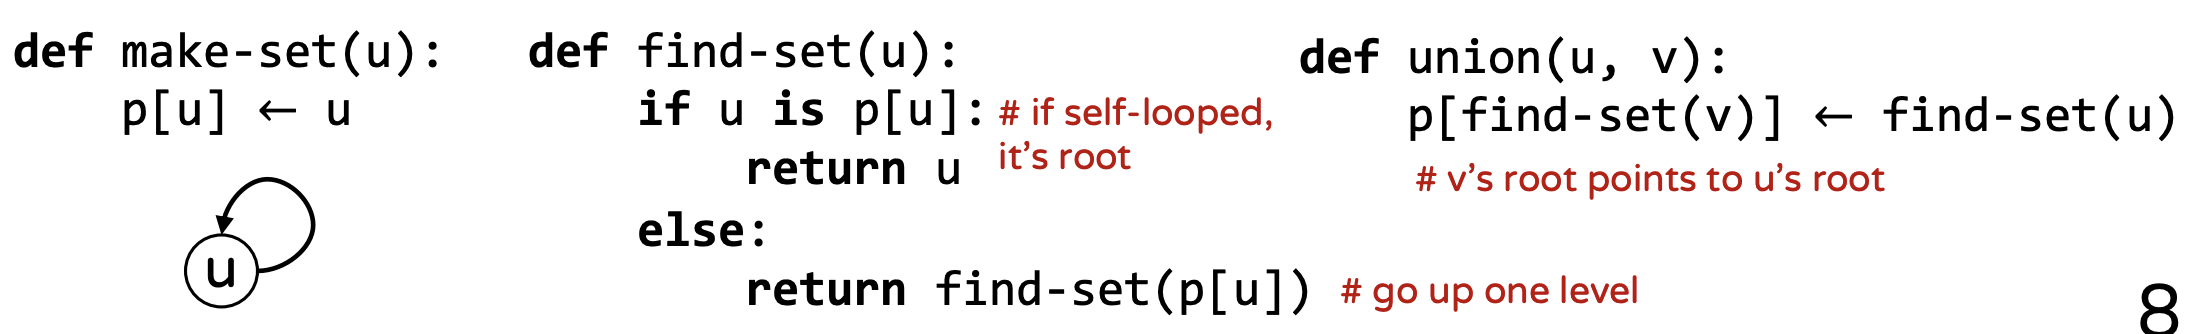 def make-set(u):
p[u] ← u
u
def find-set(u):
if u is p[u]: # if self-looped,
it's root
return u
else:
return find-set(p[u]) # go up one level
def union(u, v):
p[find-set(v)] ← find-set(u)
# v's root points to u's root
8